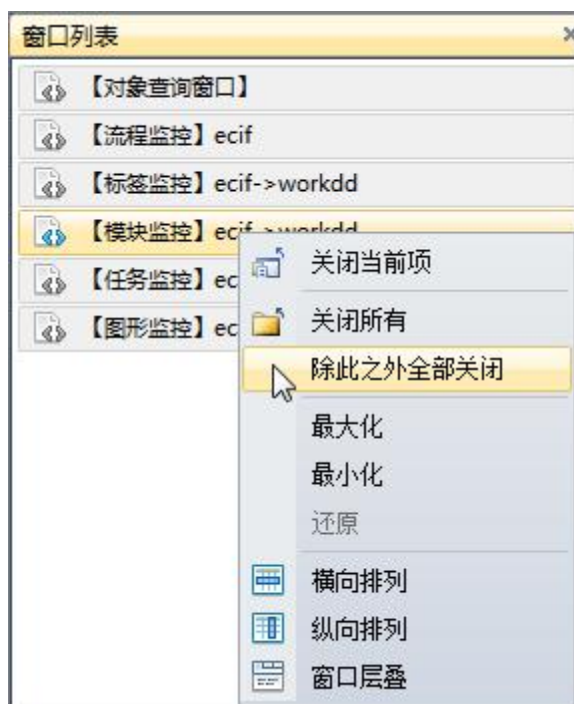 窗口列表
【对象查询窗口】
【流程监控】ecif
【标签监控】ecif->workdd
【模块监控】ecif->workdd
【任务监控】ec
【图形监控】ec
关闭当前项
关闭所有
除此之外全部关闭
最大化
最小化
还原
横向排列
纵向排列
窗口层叠